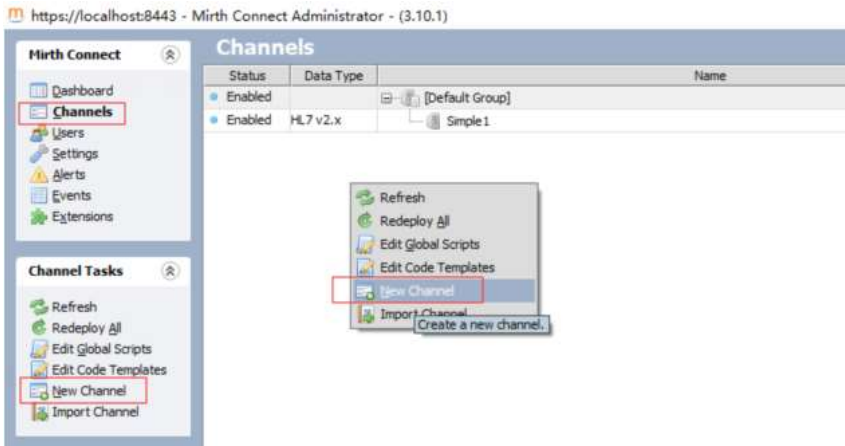 https://localhost:8443 - Mirth Connect Administrator - (3.10.1)
Mirth Connect
Dashboard
Channels
Users
Settings
Alerts
Events
Extensions
Channel Tasks
Refresh
Redeploy All
Edit Global Scripts
Edit Code Templates
New Channel
Import Channel
Channels
Status Data Type Name
Enabled [Default Group]
Enabled HL7 v2.x Simple1
Refresh
Redeploy All
Edit Global Scripts
Edit Code Templates
New Channel
Import Channel
Create a new channel.